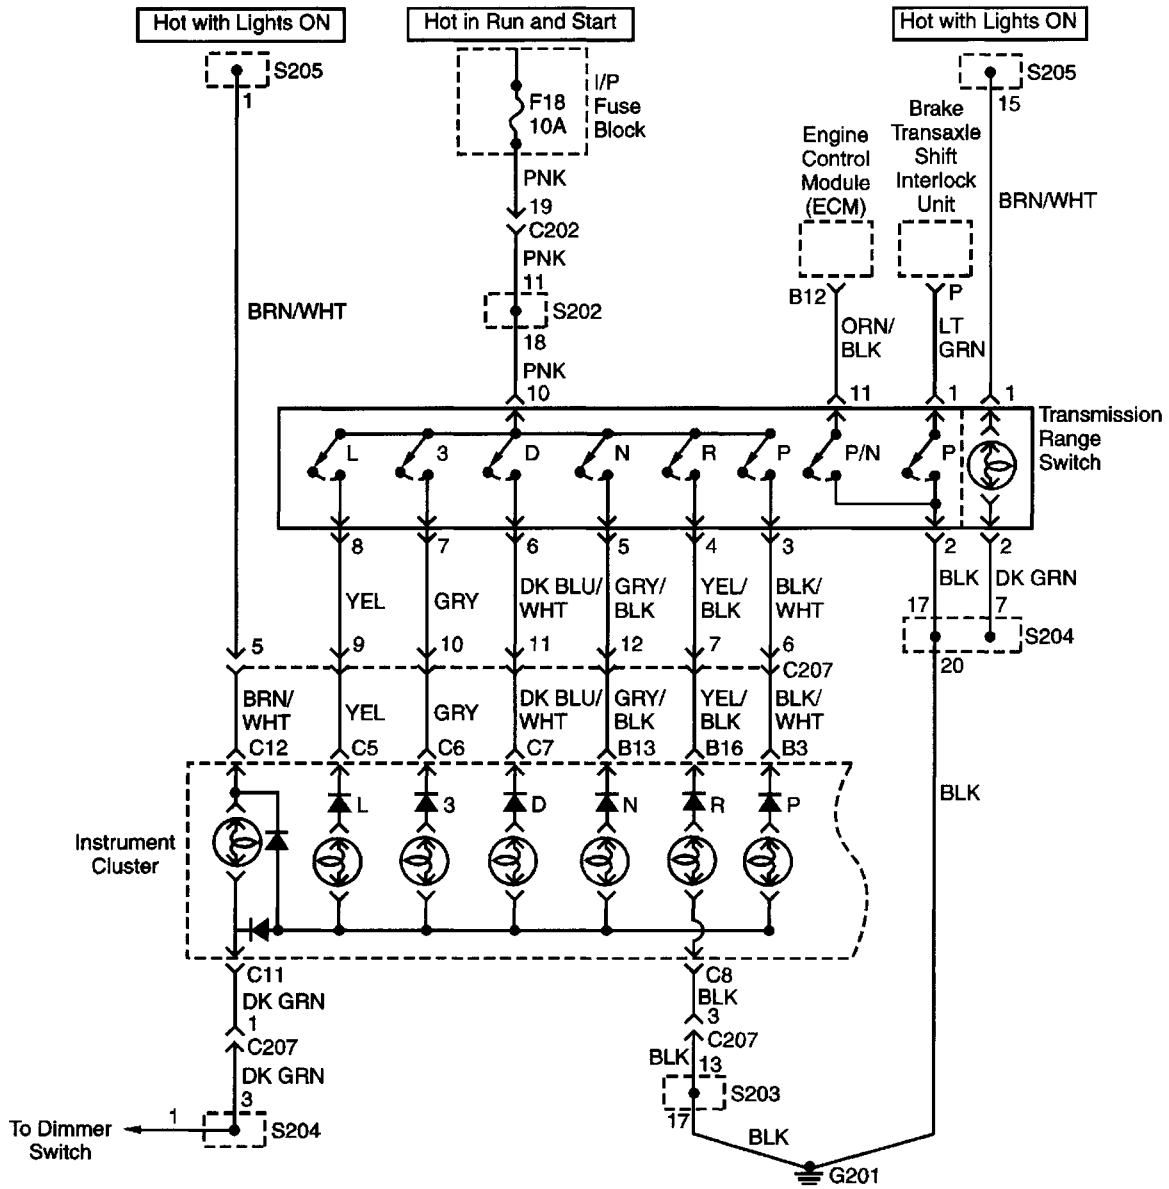 Hot with Lights ON
Hot in Run and Start
Hot with Lights ON
S205
1
F18
10A
I/P
Fuse
Block
S205
15
Engine
Control
Module
(ECM)
Brake
Transaxle
Shift
Interlock
Unit
PNK
19
C202
PNK
11
S202
18
PNK
10
BRN/WHT
BRN/WHT
B12
P
ORN/
BLK
LT
GRN
11
1
1
Transmission
Range
Switch
L
3
D
N
R
P
P/N
P
8
7
6
5
4
3
2
2
YEL
GRY
DK BLU/
WHT
GRY/
BLK
YEL/
BLK
BLK/
WHT
BLK
DK GRN
17
7
S204
20
5
9
10
11
12
7
6
C207
BRN/
WHT
YEL
GRY
DK BLU/
WHT
GRY/
BLK
YEL/
BLK
BLK/
WHT
C12
C5
C6
C7
B13
B16
B3
BLK
L
3
D
N
R
P
Instrument
Cluster
C11
DK GRN
1
C207
DK GRN
3
1
To Dimmer
Switch
S204
C8
BLK
3
C207
BLK
13
S203
17
BLK
G201